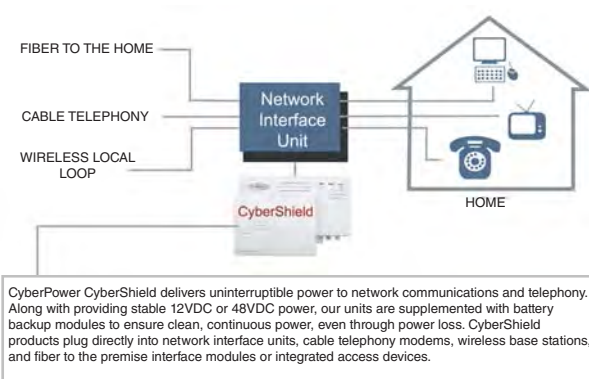 FIBER TO THE HOME
CABLE TELEPHONY
WIRELESS LOCAL
LOOP
Network
Interface
Unit
CyberShield
HOME
CyberPower CyberShield delivers uninterruptible power to network communications and telephony.
Along with providing stable 12VDC or 48VDC power, our units are supplemented with battery
backup modules to ensure clean, continuous power, even through power loss. CyberShield
products plug directly into network interface units, cable telephony modems, wireless base stations,
and fiber to the premise interface modules or integrated access devices.